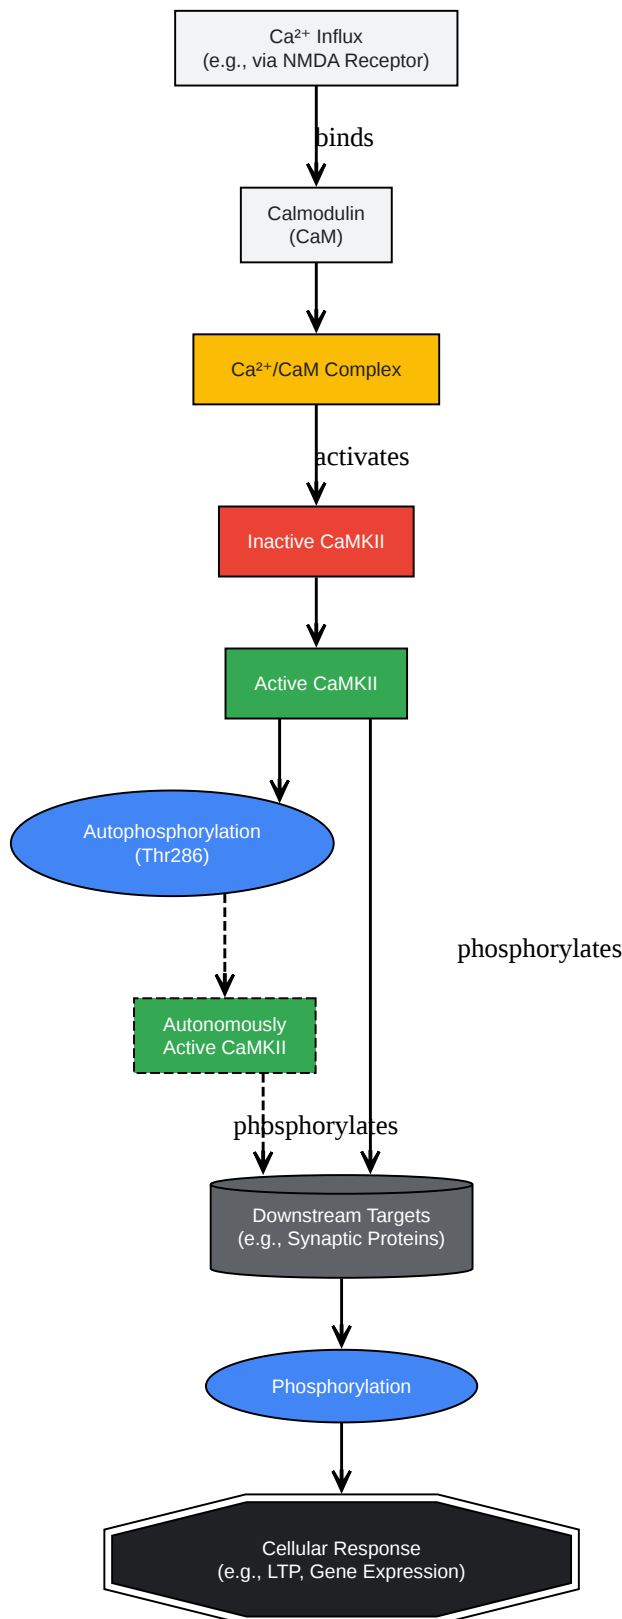 Ca²⁺ Influx
(e.g., via NMDA Receptor)
binds
Calmodulin
(CaM)
Ca²⁺/CaM Complex
activates
Inactive CaMKII
Active CaMKII
Autophosphorylation
(Thr286)
phosphorylates
Autonomously
Active CaMKII
phosphorylates
Downstream Targets
(e.g., Synaptic Proteins)
Phosphorylation
Cellular Response
(e.g., LTP, Gene Expression)